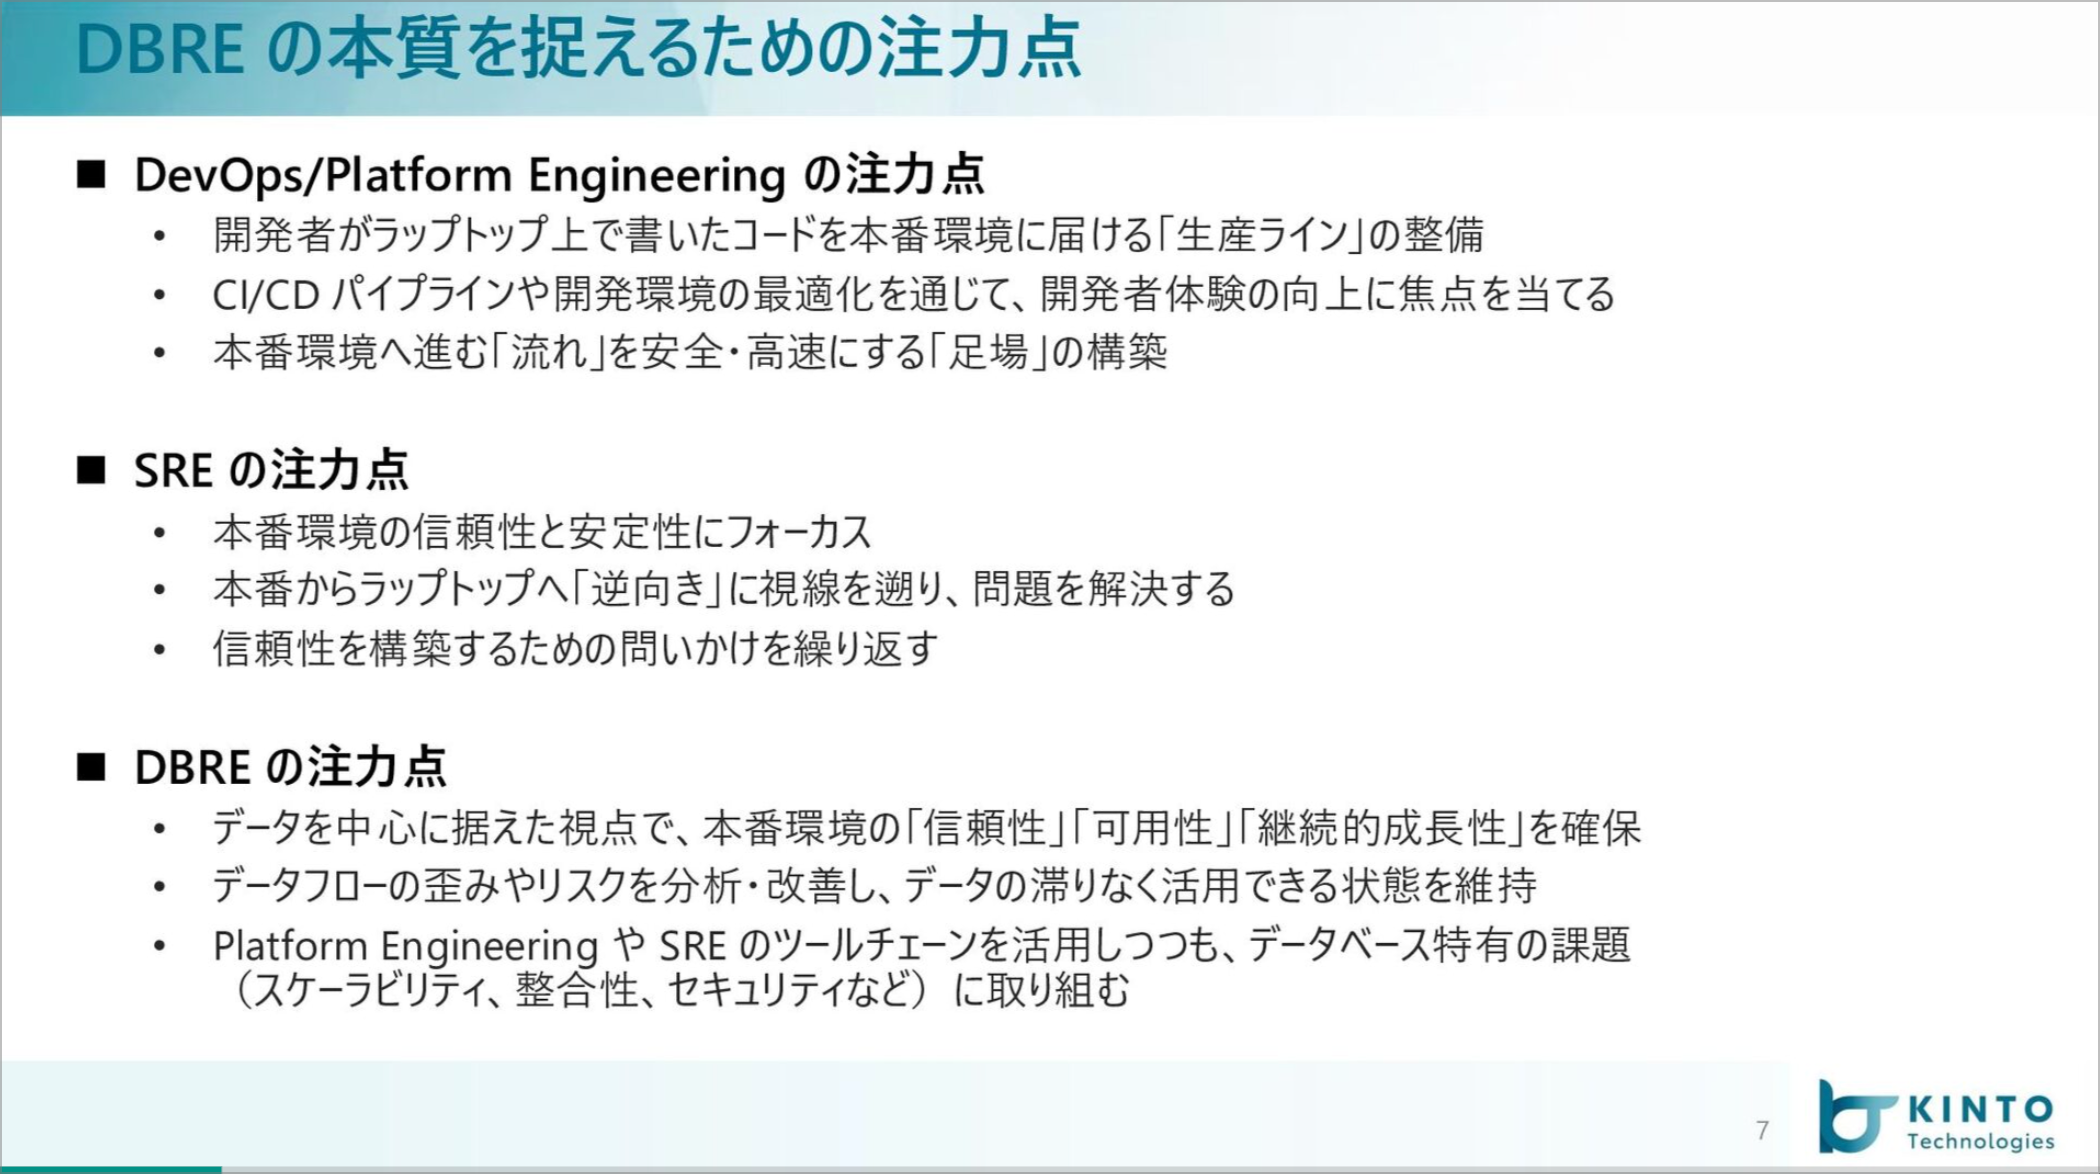 DBRE の本質を捉えるための注力点
■ DevOps/Platform Engineering の注力点
• 開発者がラップトップ上で書いたコードを本番環境に届ける「生産ライン」の整備
• CI/CD パイプラインや開発環境の最適化を通じて、開発者体験の向上に焦点を当てる
• 本番環境へ進む「流れ」を安全・高速にする「足場」の構築
■ SRE の注力点
• 本番環境の信頼性と安定性にフォーカス
• 本番からラップトップへ「逆向き」に視線を遡り、問題を解決する
• 信頼性を構築するための問いかけを繰り返す
■ DBRE の注力点
• データを中心に据えた視点で、本番環境の「信頼性」「可用性」「継続的成長性」を確保
• データフローの歪みやリスクを分析・改善し、データの滞りなく活用できる状態を維持
• Platform Engineering や SRE のツールチェーンを活用しつつも、データベース特有の課題
（スケーラビリティ、整合性、セキュリティなど）に取り組む
7
KINTO
Technologies